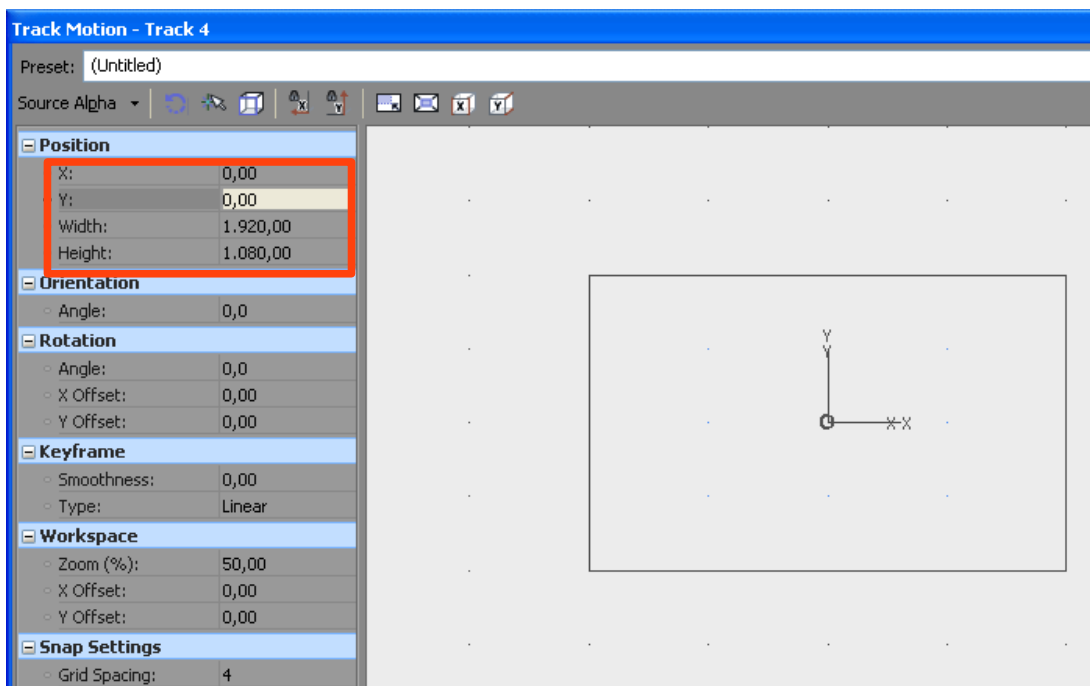 Track Motion - Track 4
Preset: (Untitled)
Source Alpha
Position
X: 0,00
Y: 0,00
Width: 1.920,00
Height: 1.080,00
Orientation
Angle: 0,0
Rotation
Angle: 0,0
X Offset: 0,00
Y Offset: 0,00
Keyframe
Smoothness: 0,00
Type: Linear
Workspace
Zoom (%): 50,00
X Offset: 0,00
Y Offset: 0,00
Snap Settings
Grid Spacing: 4
Y
Y
X X